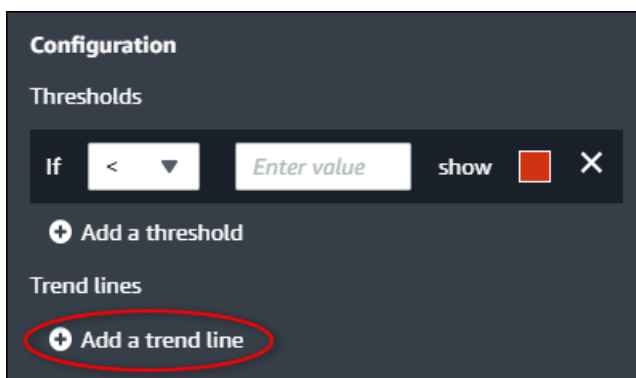 Configuration
Thresholds
If < Enter value show
Add a threshold
Trend lines
Add a trend line